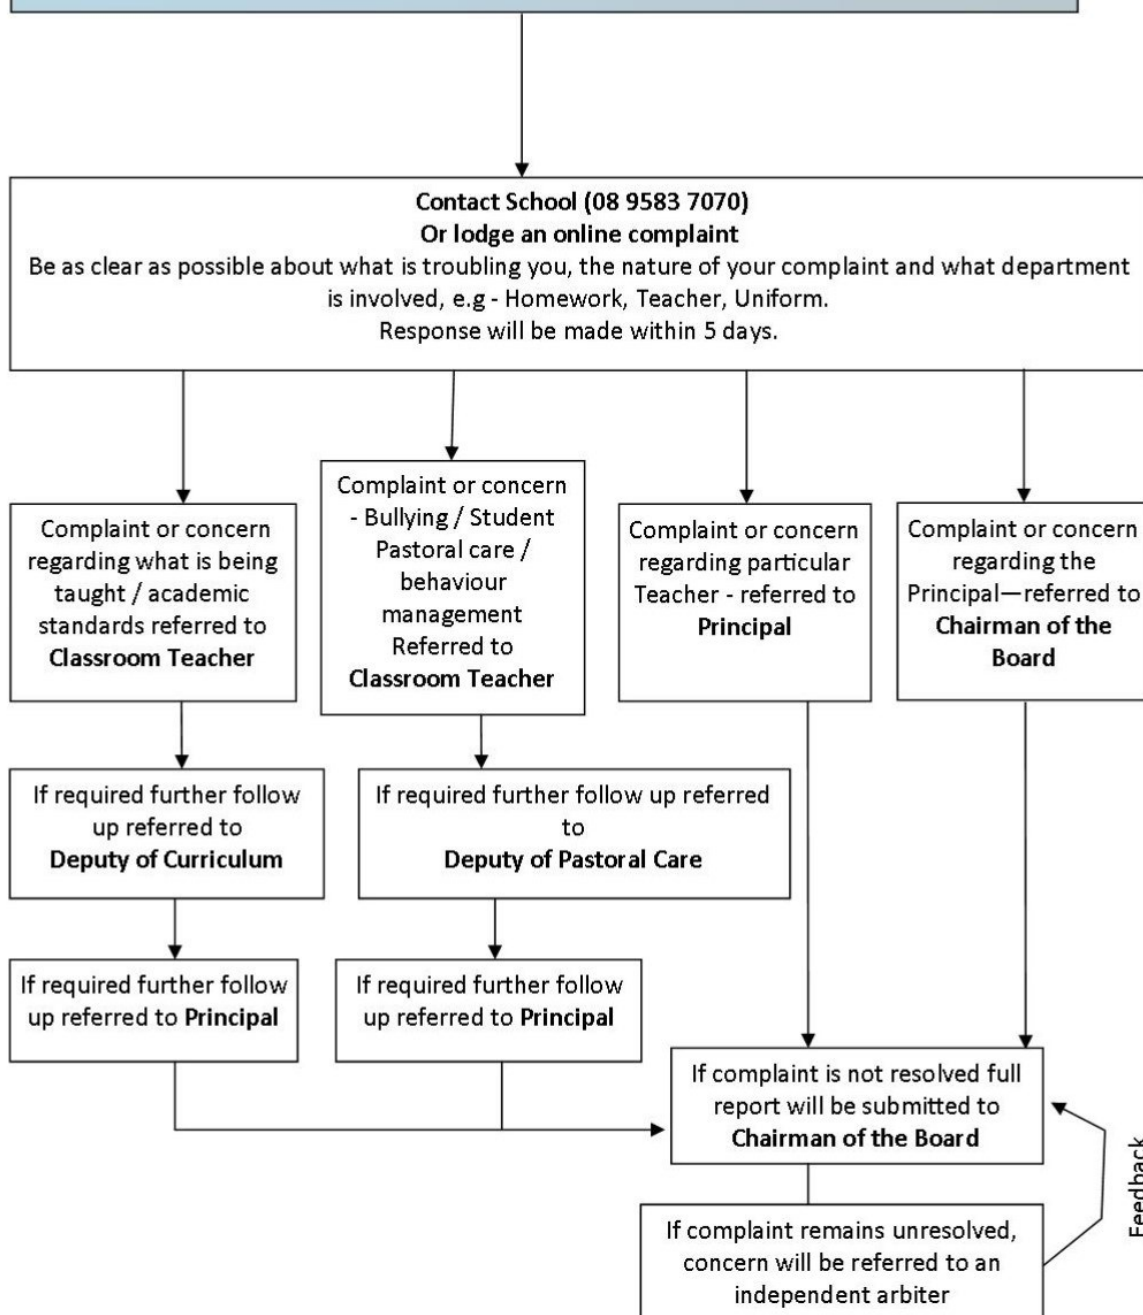 Contact School (08 9583 7070)
Or lodge an online complaint
Be as clear as possible about what is troubling you, the nature of your complaint and what department
is involved, e.g - Homework, Teacher, Uniform.
Response will be made within 5 days.
Complaint or concern
regarding what is being
taught / academic
standards referred to
Classroom Teacher
Complaint or concern
- Bullying / Student
Pastoral care /
behaviour
management
Referred to
Classroom Teacher
Complaint or concern
regarding particular
Teacher - referred to
Principal
Complaint or concern
regarding the
Principal—referred to
Chairman of the
Board
If required further follow
up referred to
Deputy of Curriculum
If required further follow up referred
to
Deputy of Pastoral Care
If required further follow
up referred to Principal
If required further follow
up referred to Principal
If complaint is not resolved full
report will be submitted to
Chairman of the Board
Feedback
If complaint remains unresolved,
concern will be referred to an
independent arbiter